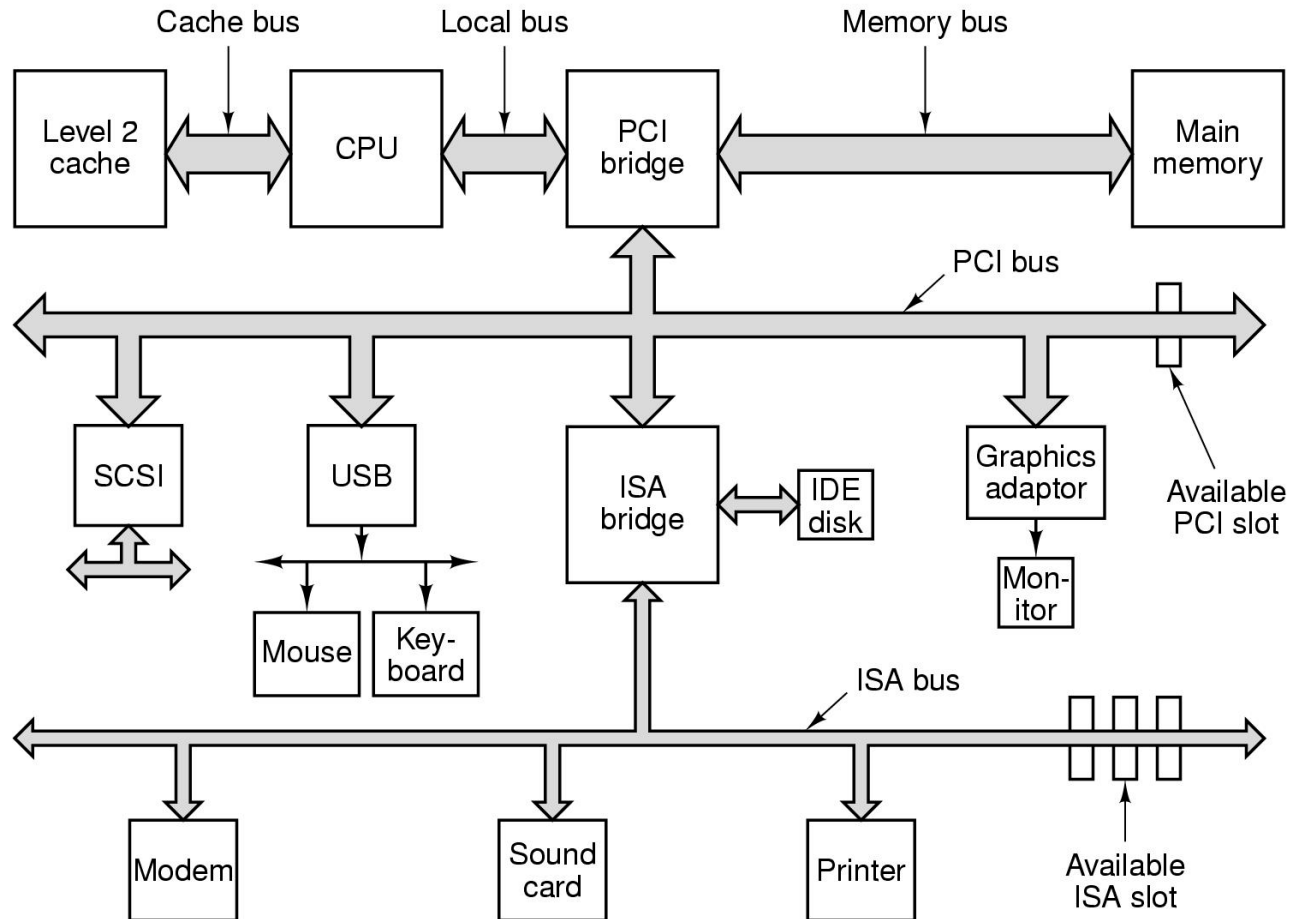 Cache bus
Local bus
Memory bus
Level 2
cache
CPU
PCI
bridge
Main
memory
PCI bus
SCSI
USB
ISA
bridge
IDE
disk
Graphics
adaptor
Available
PCI slot
Mon-
itor
Mouse
Key-
board
ISA bus
Modem
Sound
card
Printer
Available
ISA slot